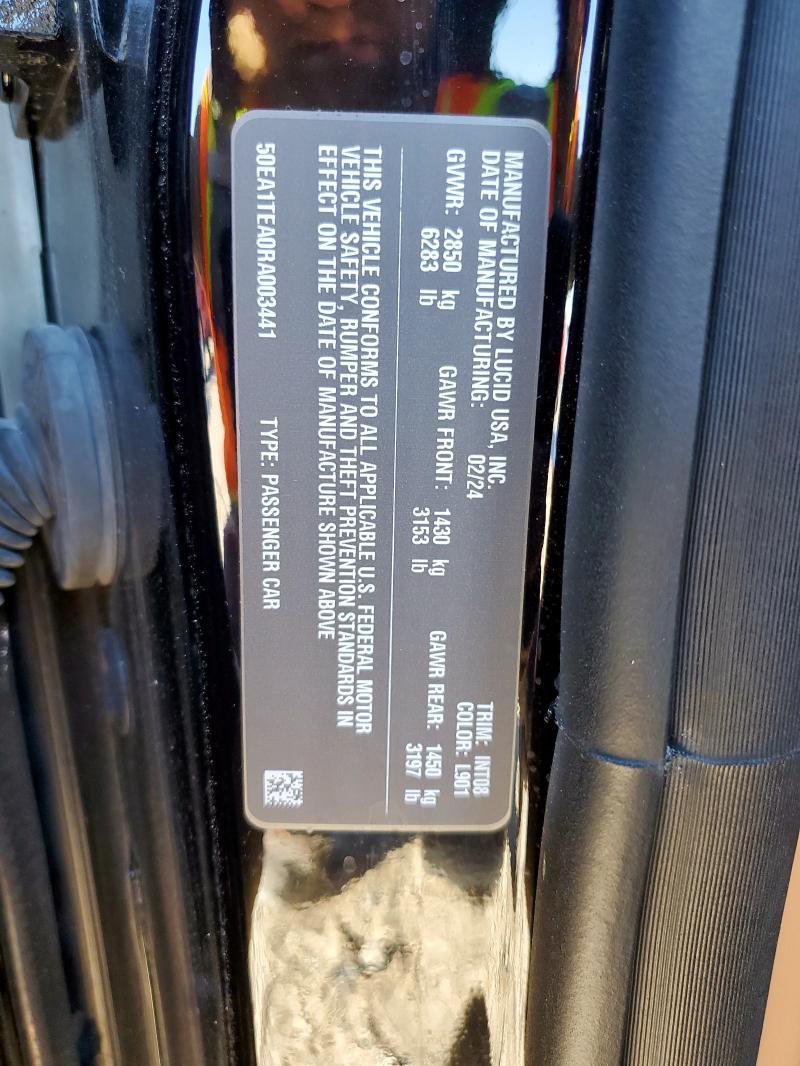 MANUFACTURED BY LUCID USA, INC.
DATE OF MANUFACTURING: 02/24
TRIM: INT08
COLOR: L901
GVWR: 2850 kg GAWR FRONT: 1430 kg GAWR REAR: 1450 kg
6283 lb 3153 lb 3197 lb
THIS VEHICLE CONFORMS TO ALL APPLICABLE U.S. FEDERAL MOTOR
VEHICLE SAFETY, BUMPER AND THEFT PREVENTION STANDARDS IN
EFFECT ON THE DATE OF MANUFACTURE SHOWN ABOVE
50EA1TEA0RA003441 TYPE: PASSENGER CAR